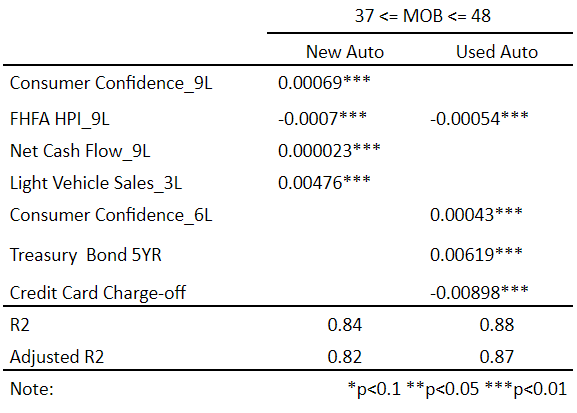 37 <= MOB <= 48
New Auto Used Auto
Consumer Confidence_9L 0.00069***
FHFA HPI_9L -0.0007*** -0.00054***
Net Cash Flow_9L 0.000023***
Light Vehicle Sales_3L 0.00476***
Consumer Confidence_6L 0.00043***
Treasury  Bond 5YR 0.00619***
Credit Card Charge-off -0.00898***
R2 0.84 0.88
Adjusted R2 0.82 0.87
Note: *p<0.1 **p<0.05 ***p<0.01